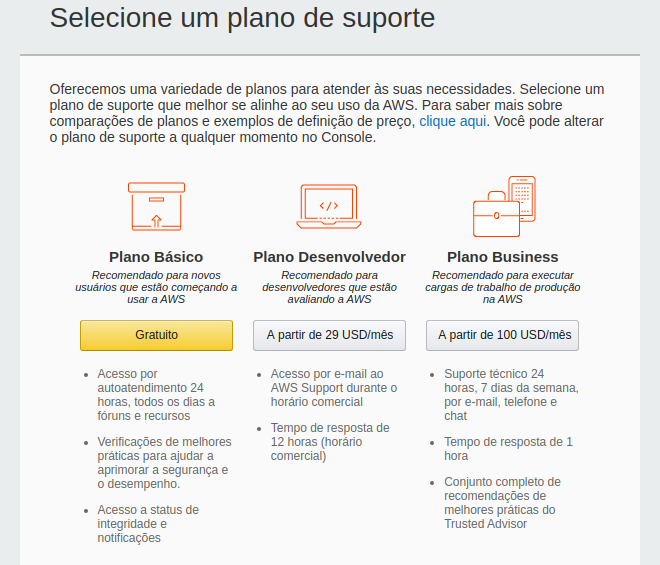 Selecione um plano de suporte
Oferecemos uma variedade de planos para atender às suas necessidades. Selecione um
plano de suporte que melhor se alinhe ao seu uso da AWS. Para saber mais sobre
comparações de planos e exemplos de definição de preço, clique aqui. Você pode alterar
o plano de suporte a qualquer momento no Console.
Plano Básico
Recomendado para novos
usuários que estão começando a
usar a AWS
Gratuito
Acesso por
autoatendimento 24
horas, todos os dias a
fóruns e recursos
Verificações de melhores
práticas para ajudar a
aprimorar a segurança e
o desempenho.
Acesso a status de
integridade e
notificações
Plano Desenvolvedor
Recomendado para
desenvolvedores que estão
avaliando a AWS
A partir de 29 USD/mês
Acesso por e-mail ao
AWS Support durante o
horário comercial
Tempo de resposta de
12 horas (horário
comercial)
Plano Business
Recomendado para executar
cargas de trabalho de produção
na AWS
A partir de 100 USD/mês
Suporte técnico 24
horas, 7 dias da semana,
por e-mail, telefone e
chat
Tempo de resposta de 1
hora
Conjunto completo de
recomendações de
melhores práticas do
Trusted Advisor